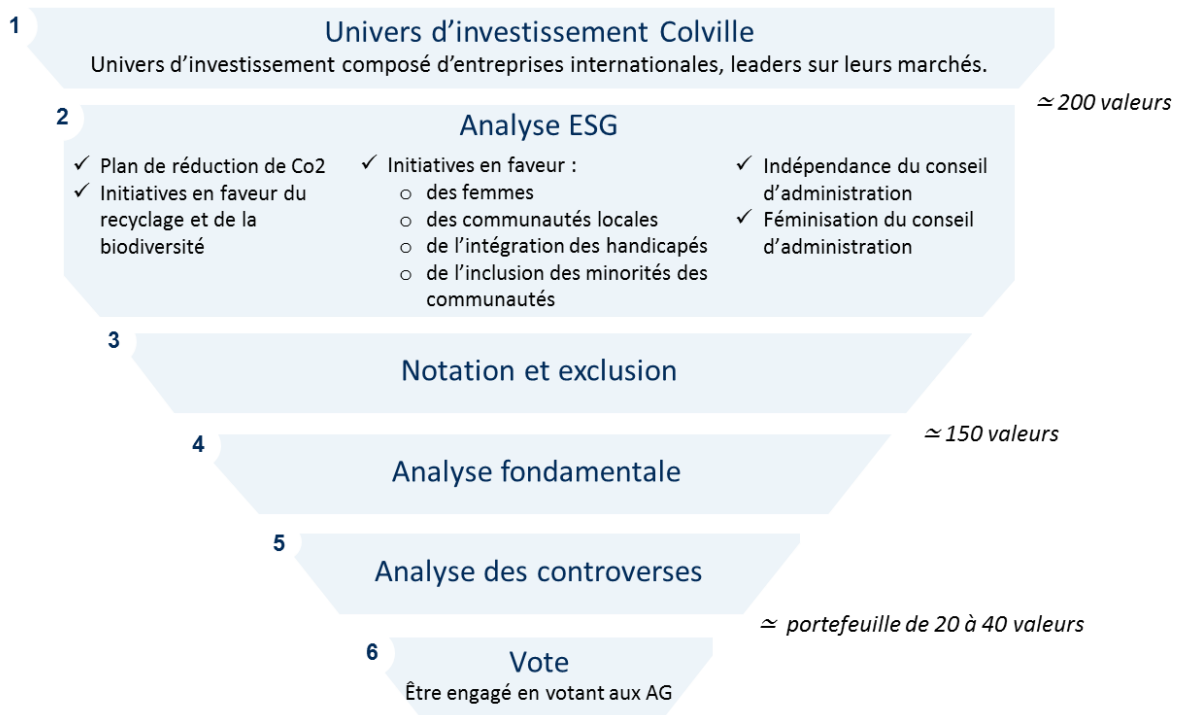 1
Univers d'investissement Colville
Univers d'investissement composé d'entreprises internationales, leaders sur leurs marchés.
≃ 200 valeurs
2
Analyse ESG
✓ Plan de réduction de Co2
✓ Initiatives en faveur du
recyclage et de la
biodiversité
✓ Initiatives en faveur :
o des femmes
o des communautés locales
o de l'intégration des handicapés
o de l'inclusion des minorités des
communautés
✓ Indépendance du conseil
d'administration
✓ Féminisation du conseil
d'administration
3
Notation et exclusion
≃ 150 valeurs
4
Analyse fondamentale
5
Analyse des controverses
≃ portefeuille de 20 à 40 valeurs
6
Vote
Être engagé en votant aux AG